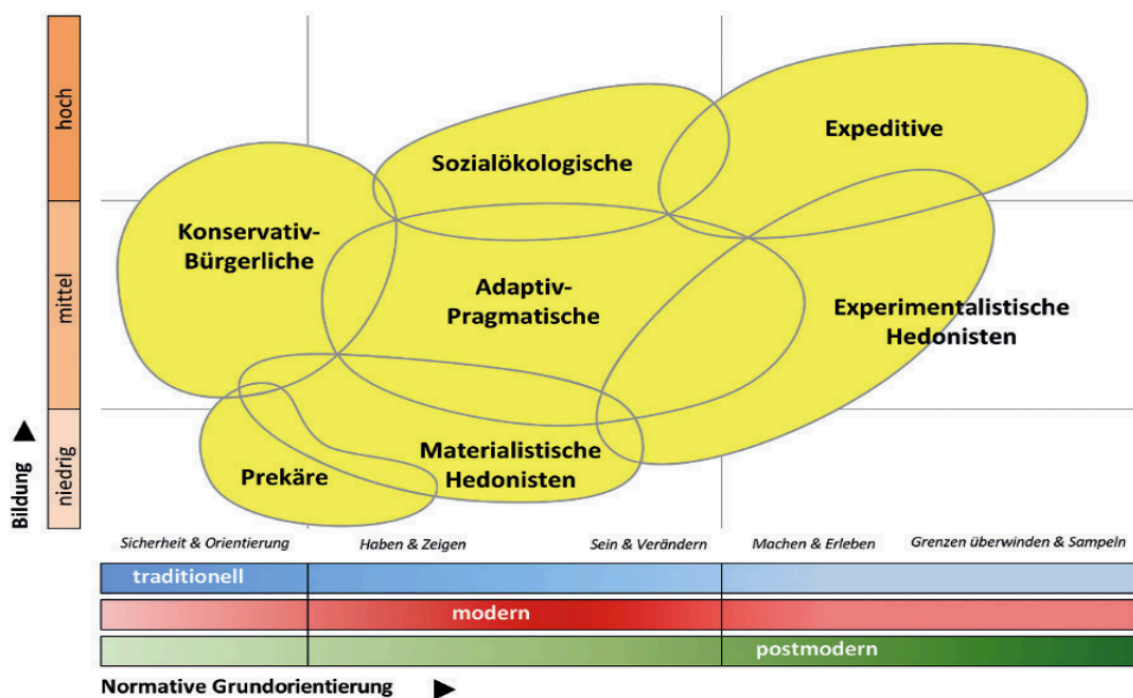 hoch
mittel
niedrig
Bildung
Expeditive
Sozialökologische
Konservativ-
Bürgerliche
Adaptiv-
Pragmatische
Experimentalistische
Hedonisten
Materialistische
Hedonisten
Prekäre
Sicherheit & Orientierung
Haben & Zeigen
Sein & Verändern
Machen & Erleben
Grenzen überwinden & Sampeln
traditionell
modern
postmodern
Normative Grundorientierung